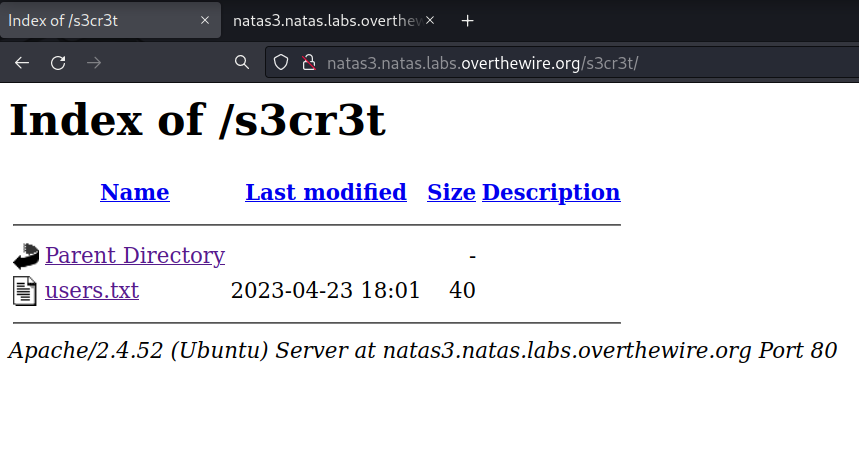 Index of /s3cr3t
natas3.natas.labs.overthew
natas3.natas.labs.overthewire.org/s3cr3t/
Index of /s3cr3t
Name Last modified Size Description
Parent Directory -
users.txt 2023-04-23 18:01 40
Apache/2.4.52 (Ubuntu) Server at natas3.natas.labs.overthewire.org Port 80